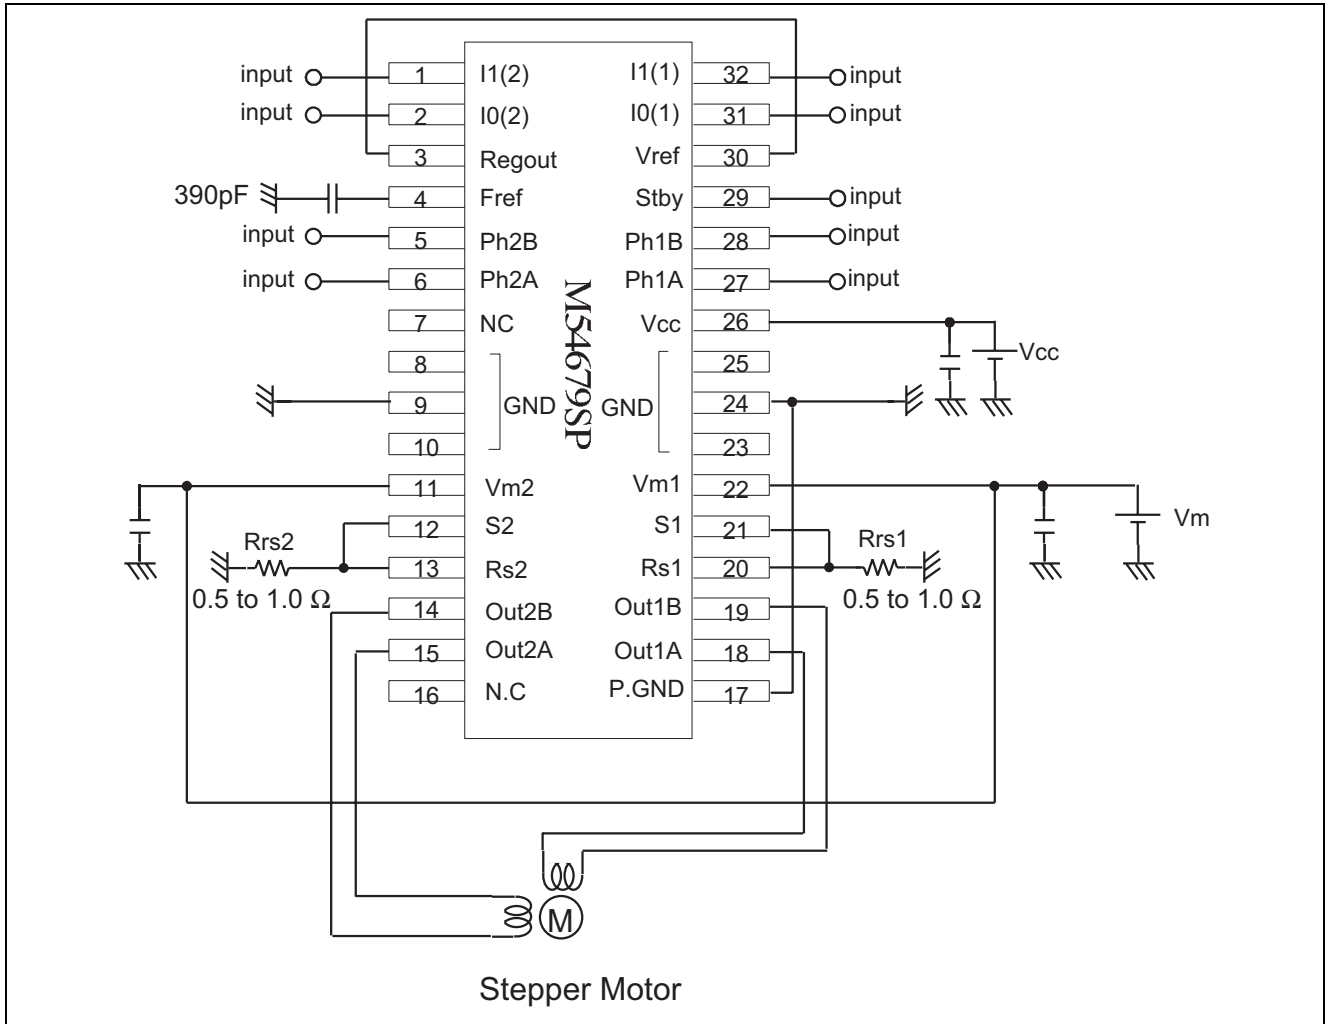 input 1 I1(2) I1(1) 32 input
input 2 I0(2) I0(1) 31 input
3 Regout Vref 30
390pF 4 Fref Stby 29 input
input 5 Ph2B Ph1B 28 input
input 6 Ph2A Ph1A 27 input
7 NC Vcc 26
M54679SP
8 25 Vcc
9 GND GND 24
10 23
11 Vm2 Vm1 22
12 S2 S1 21 Vm
Rrs2 Rrs1
13 Rs2 Rs1 20
0.5 to 1.0 Ω 0.5 to 1.0 Ω
14 Out2B Out1B 19
15 Out2A Out1A 18
16 N.C P.GND 17
M
Stepper Motor